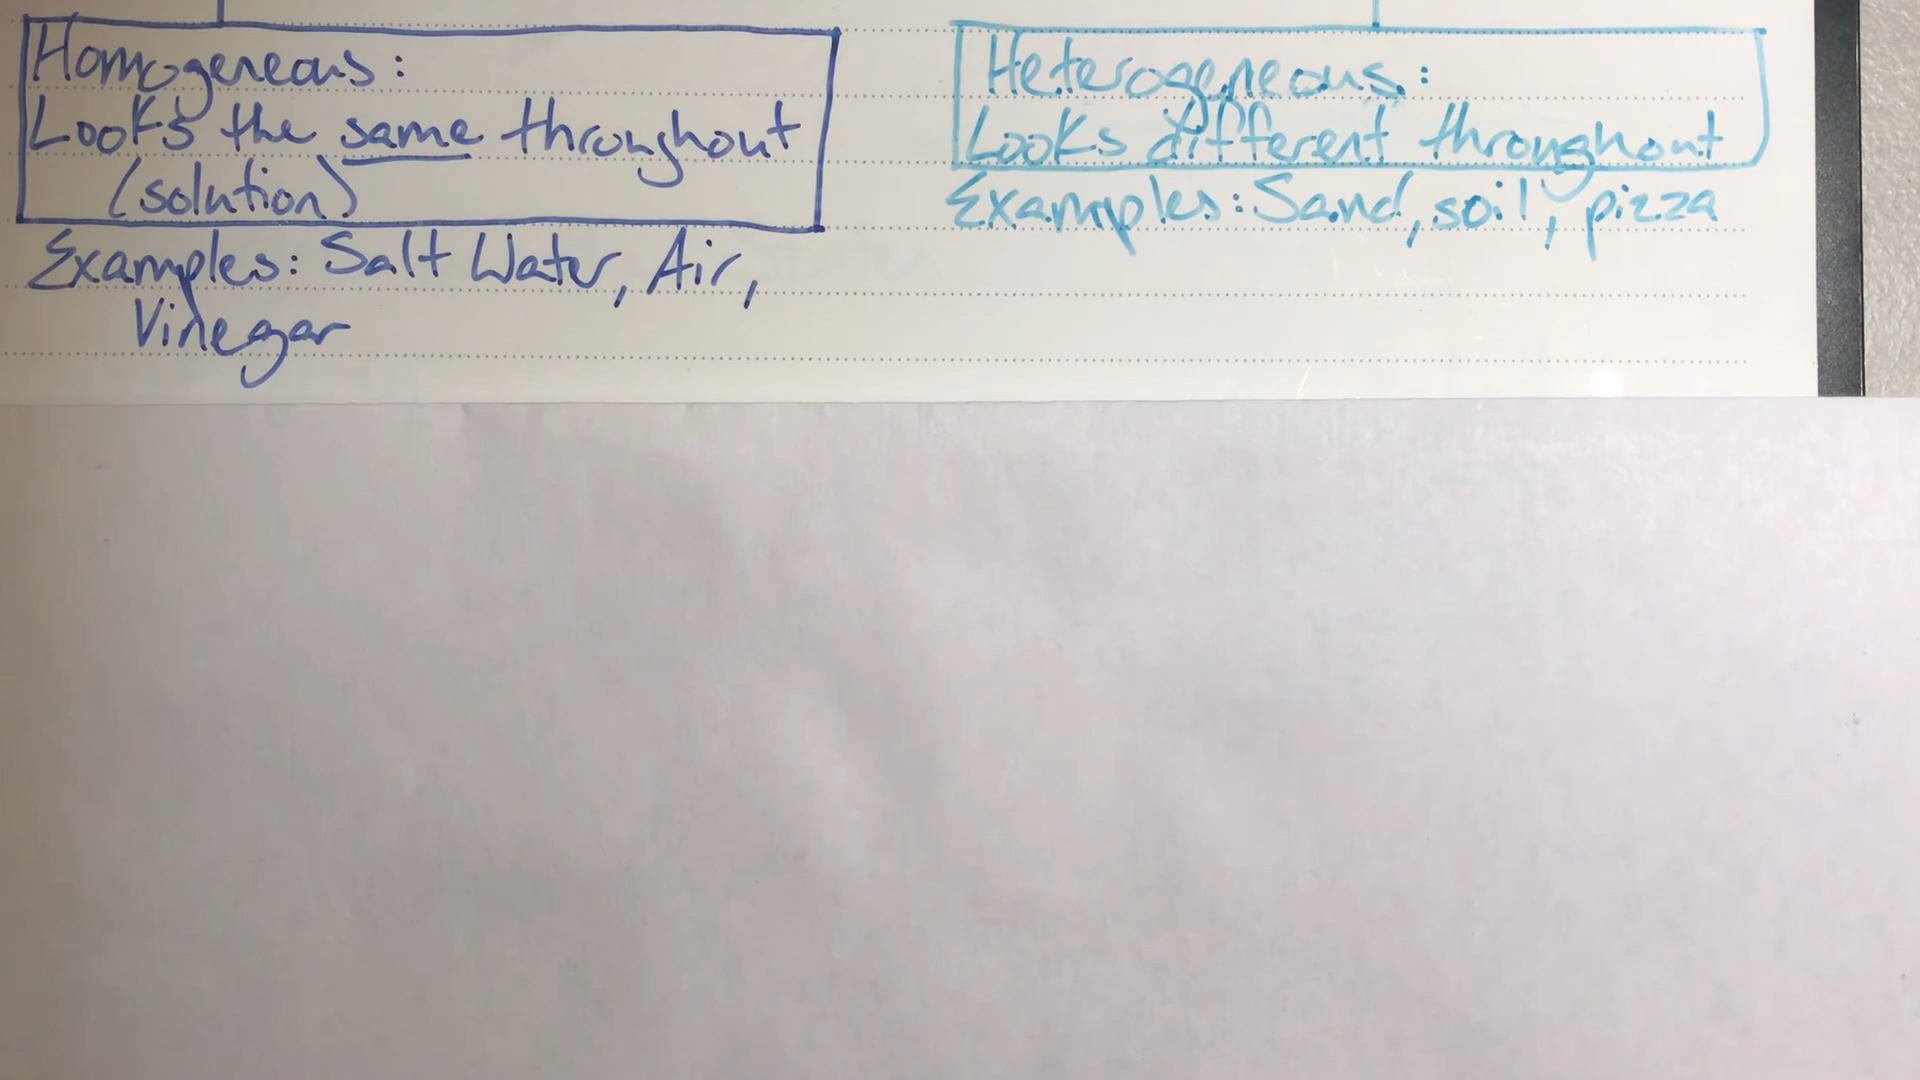 Homogeneous:
Looks the same throughout
(solution)
Examples: Salt Water, Air,
Vinegar
Heterogeneous:
Looks different throughout
Examples: Sand, soil, pizza